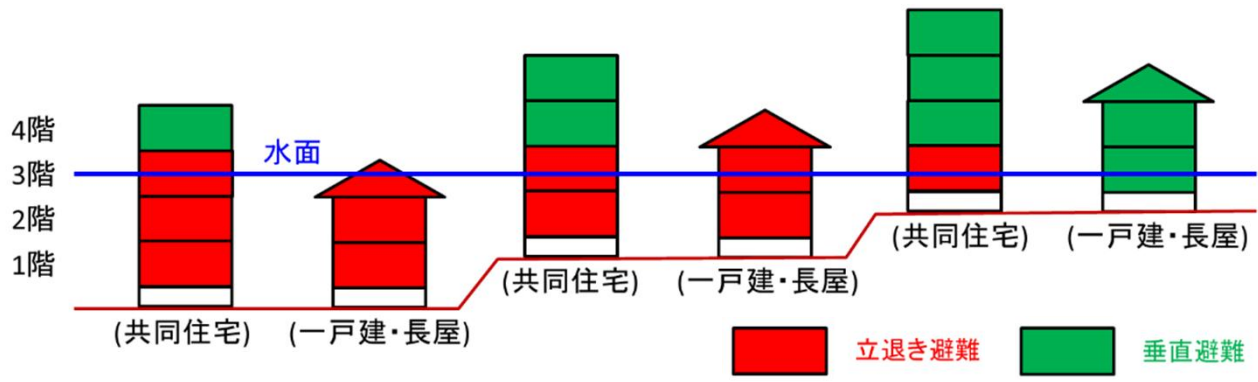 4階
3階
2階
1階
水面
(共同住宅)
(一戸建・長屋)
(共同住宅)
(一戸建・長屋)
(共同住宅)
(一戸建・長屋)
立退き避難
垂直避難